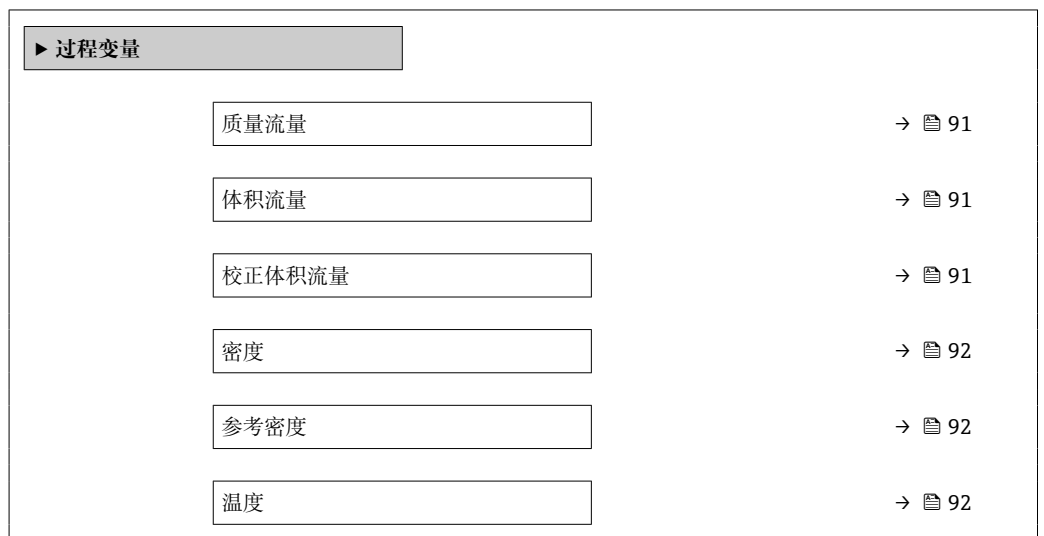 ▶ 过程变量
质量流量 → 🖹 91
体积流量 → 🖹 91
校正体积流量 → 🖹 91
密度 → 🖹 92
参考密度 → 🖹 92
温度 → 🖹 92